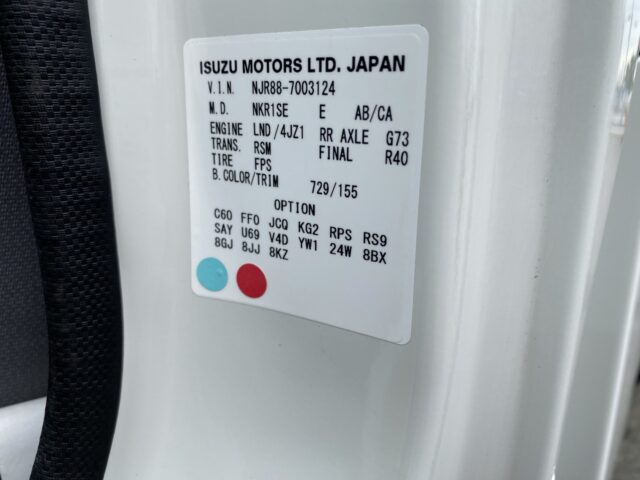 ISUZU MOTORS LTD. JAPAN
V.I.N. NJR88-7003124
M.D. NKR1SE E AB/CA
ENGINE LND/4JZ1 RR AXLE G73
TRANS. RSM FINAL R40
TIRE FPS
B.COLOR/TRIM 729/155
OPTION
C60 FF0 JCQ KG2 RPS RS9
SAY U69 V4D YW1 24W 8BX
8GJ 8JJ 8KZ